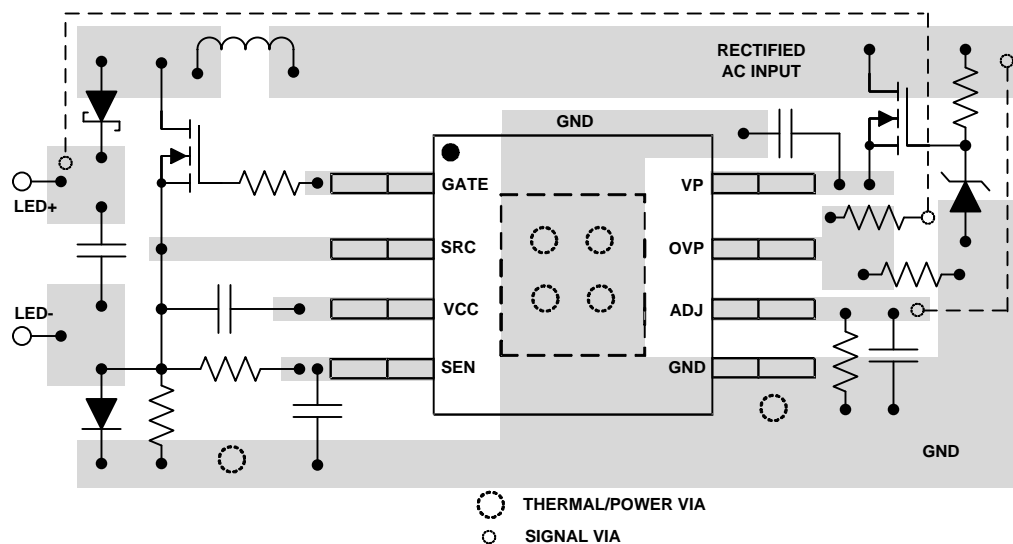 RECTIFIED
AC INPUT
GND
GATE
VP
LED+
SRC
OVP
LED-
VCC
ADJ
SEN
GND
GND
THERMAL/POWER VIA
SIGNAL VIA